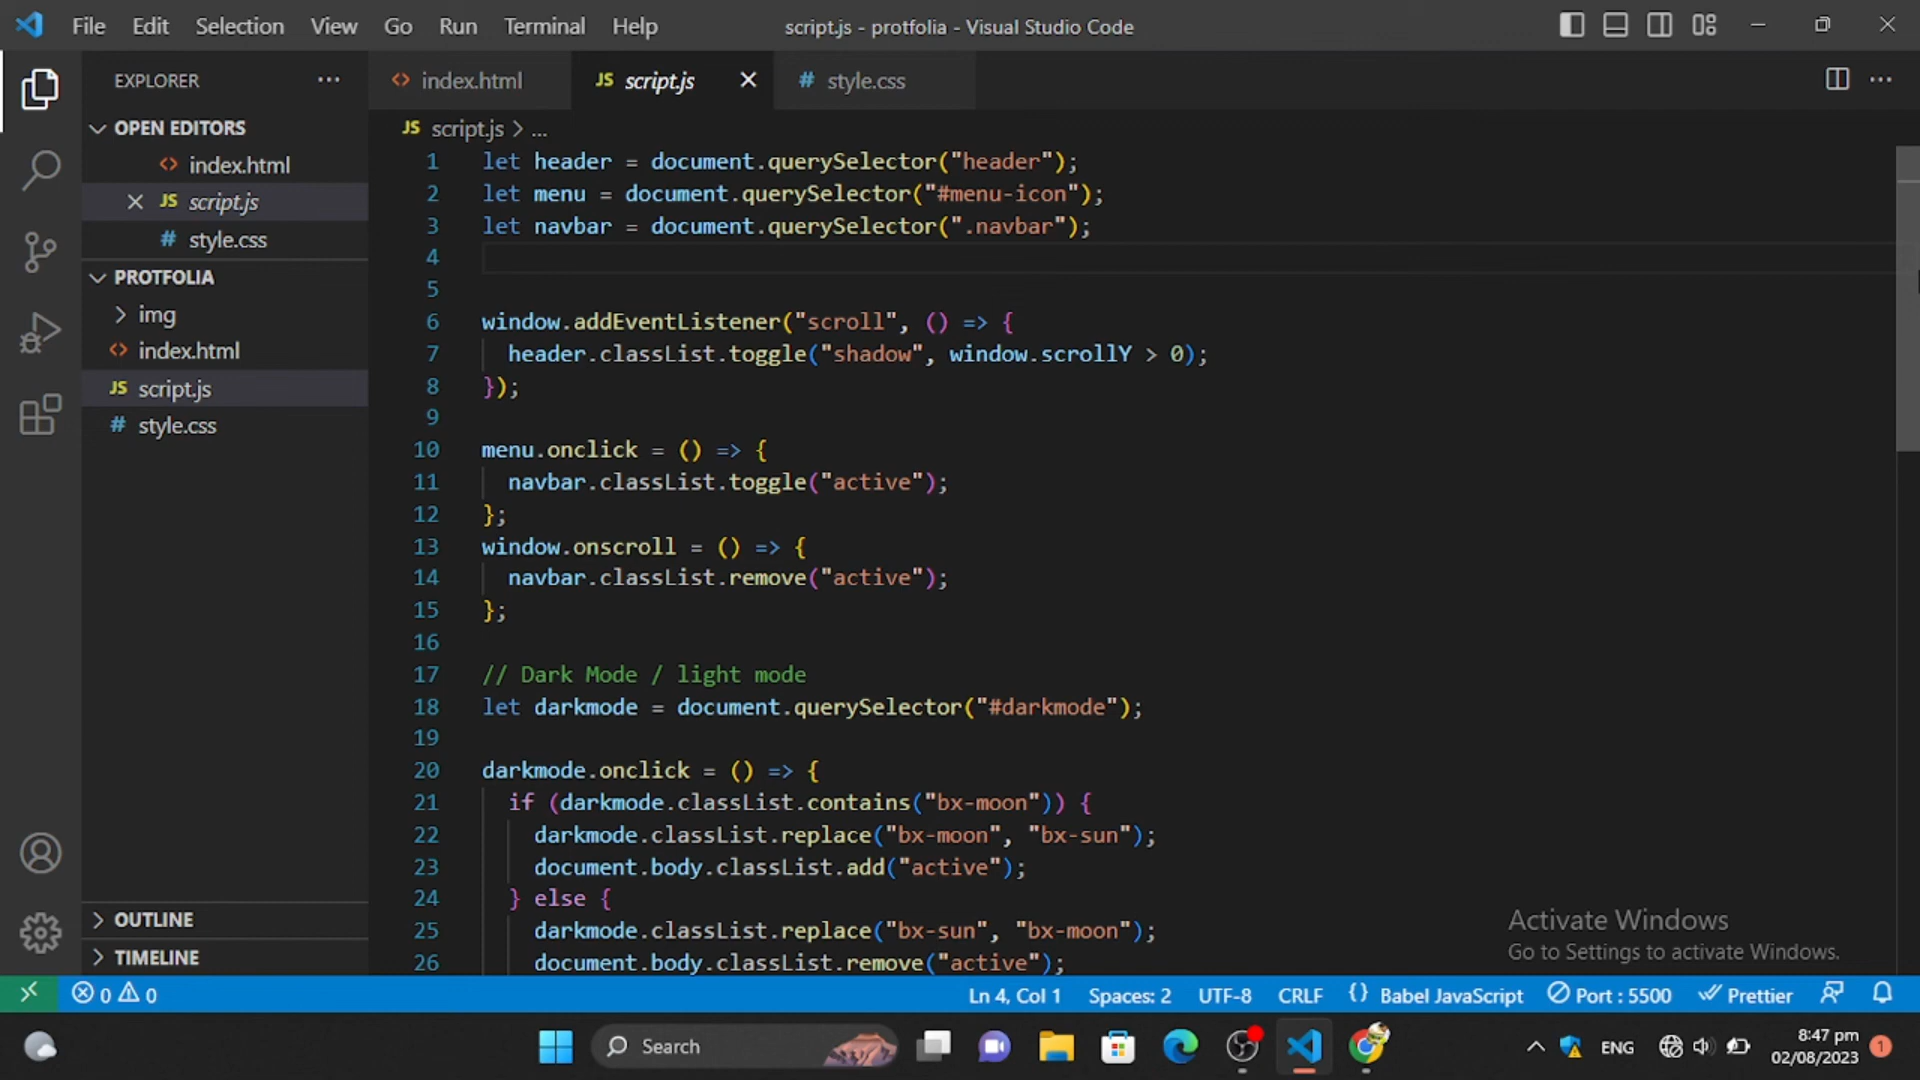 File Edit Selection View Go Run Terminal Help script.js - protfolia - Visual Studio Code
EXPLORER ...
OPEN EDITORS
<> index.html
JS script.js
# style.css
PROTFOLIA
img
<> index.html
JS script.js
# style.css
OUTLINE
TIMELINE
<> index.html JS script.js # style.css
JS script.js > ...
1 let header = document.querySelector("header");
2 let menu = document.querySelector("#menu-icon");
3 let navbar = document.querySelector(".navbar");
4
5
6 window.addEventListener("scroll", () => {
7 header.classList.toggle("shadow", window.scrollY > 0);
8 });
9
10 menu.onclick = () => {
11 navbar.classList.toggle("active");
12 };
13 window.onscroll = () => {
14 navbar.classList.remove("active");
15 };
16
17 // Dark Mode / light mode
18 let darkmode = document.querySelector("#darkmode");
19
20 darkmode.onclick = () => {
21 if (darkmode.classList.contains("bx-moon")) {
22 darkmode.classList.replace("bx-moon", "bx-sun");
23 document.body.classList.add("active");
24 } else {
25 darkmode.classList.replace("bx-sun", "bx-moon");
26 document.body.classList.remove("active");
Activate Windows
Go to Settings to activate Windows.
0 0 Ln 4, Col 1 Spaces: 2 UTF-8 CRLF {} Babel JavaScript Port : 5500 Prettier
Search ENG 8:47 pm 1
02/08/2023